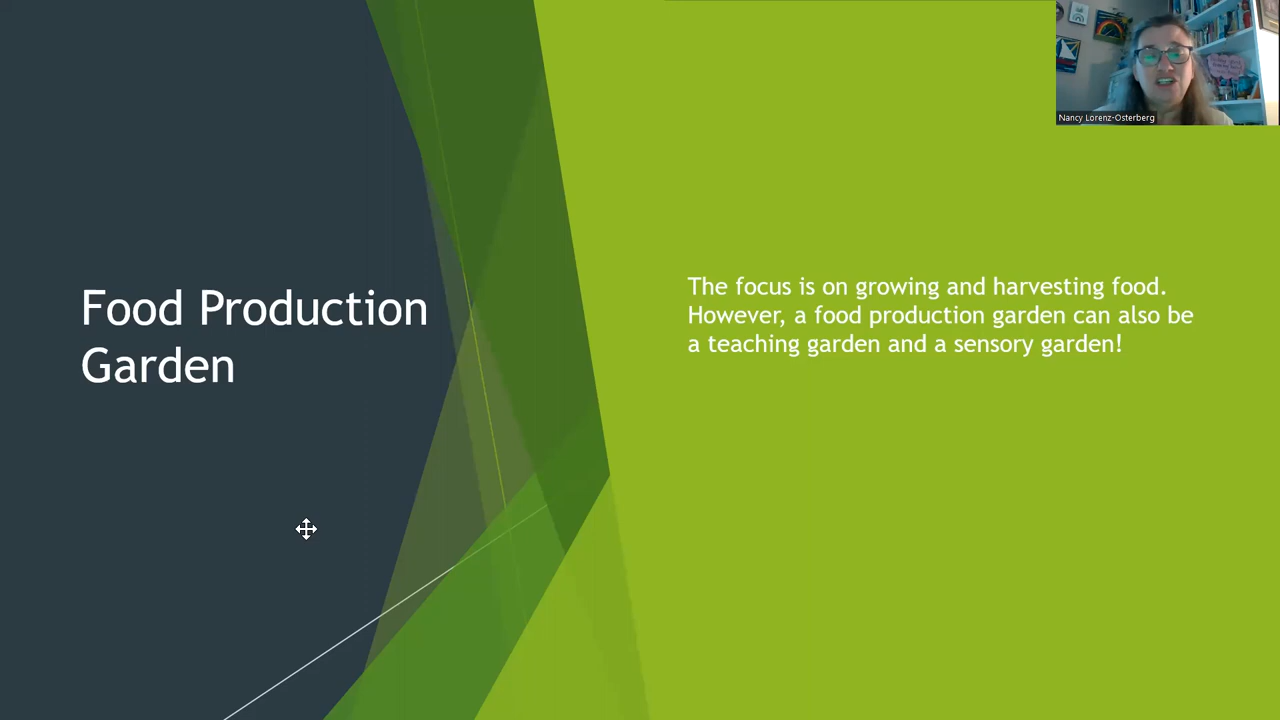 Nancy Lorenz-Osterberg
Food Production
Garden
The focus is on growing and harvesting food.
However, a food production garden can also be
a teaching garden and a sensory garden!